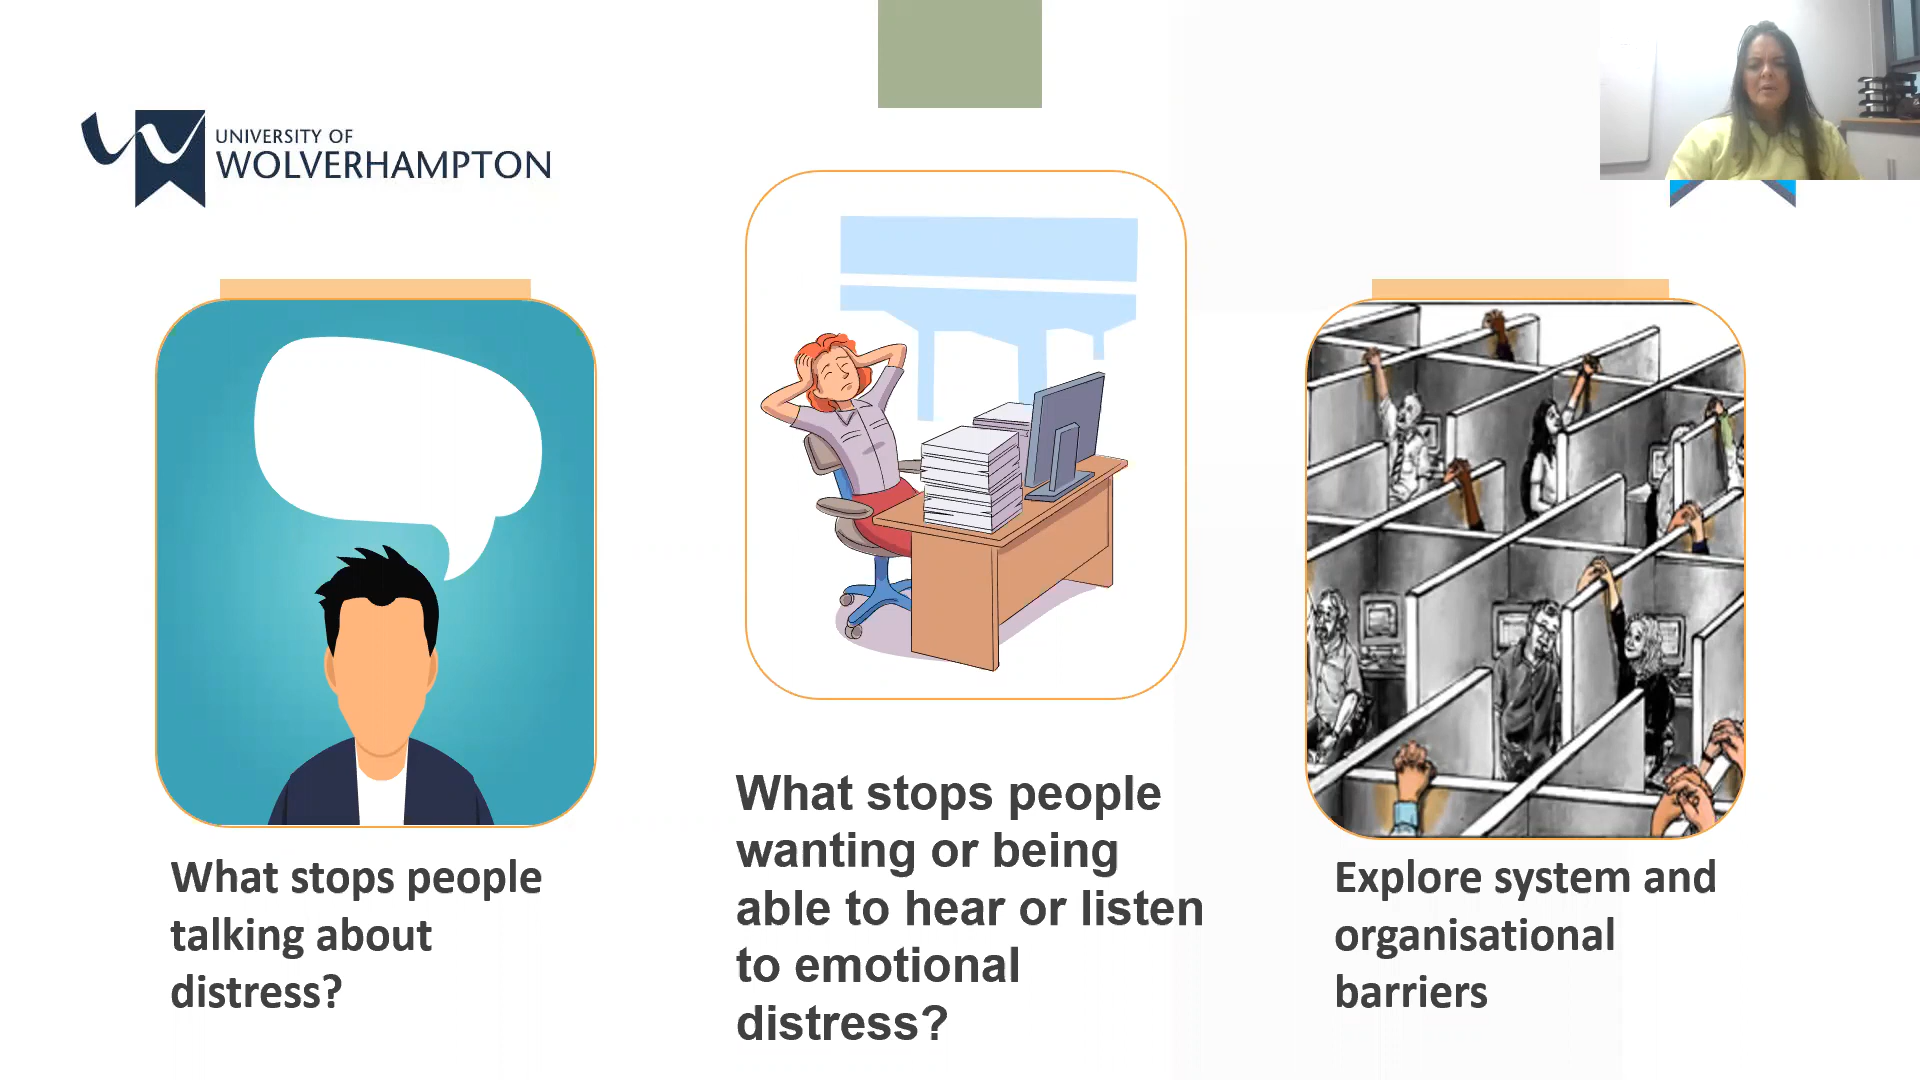 UNIVERSITY OF
WOLVERHAMPTON
What stops people
talking about
distress?
What stops people
wanting or being
able to hear or listen
to emotional
distress?
Explore system and
organisational
barriers